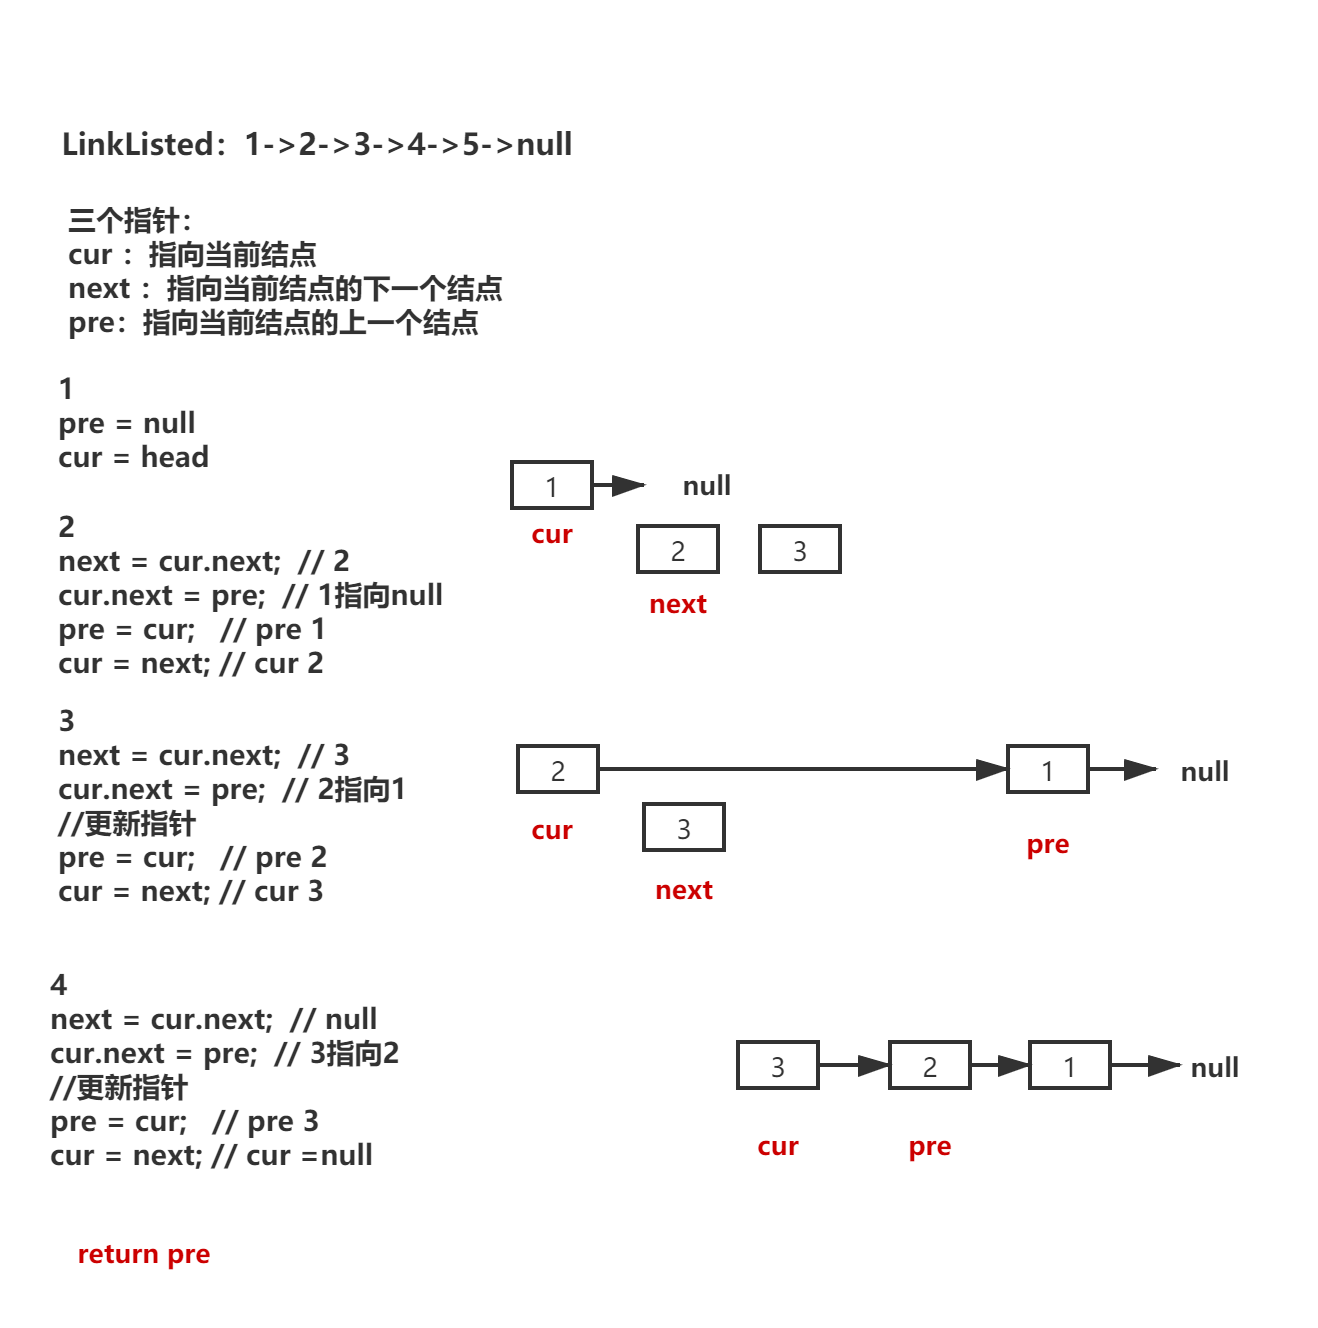 LinkListed：1->2->3->4->5->null
三个指针：
cur ：指向当前结点
next ：指向当前结点的下一个结点
pre：指向当前结点的上一个结点
1
pre = null
cur = head
1
null
cur
2
3
next
2
next = cur.next;  // 2
cur.next = pre;  // 1指向null
pre = cur;   // pre 1
cur = next; // cur 2
3
next = cur.next;  // 3
cur.next = pre;  // 2指向1
//更新指针
pre = cur;   // pre 2
cur = next; // cur 3
2
1
null
cur
3
pre
next
4
next = cur.next;  // null
cur.next = pre;  // 3指向2
//更新指针
pre = cur;   // pre 3
cur = next; // cur =null
3
2
1
null
cur
pre
return pre